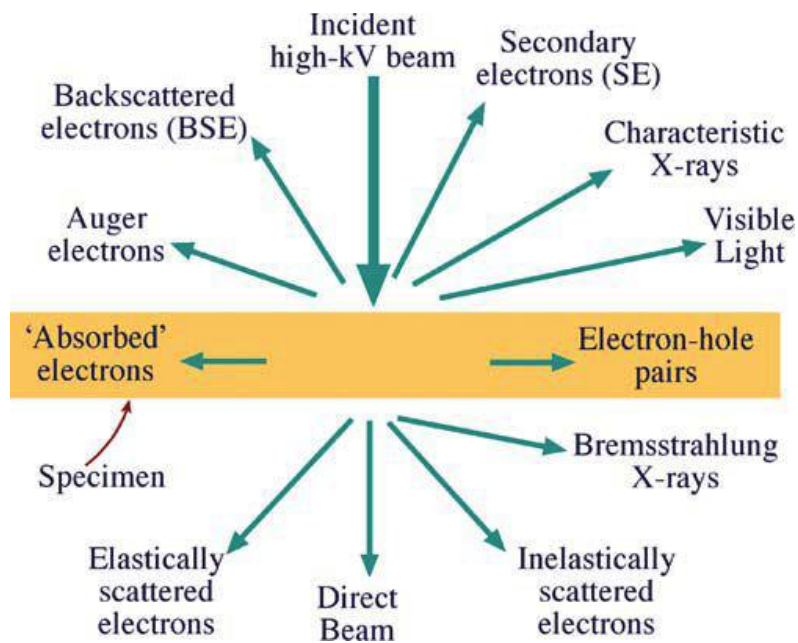 Incident
high-kV beam
Secondary
electrons (SE)
Backscattered
electrons (BSE)
Characteristic
X-rays
Auger
electrons
Visible
Light
‘Absorbed’
electrons
Electron-hole
pairs
Specimen
Bremsstrahlung
X-rays
Elastically
scattered
electrons
Direct
Beam
Inelastically
scattered
electrons